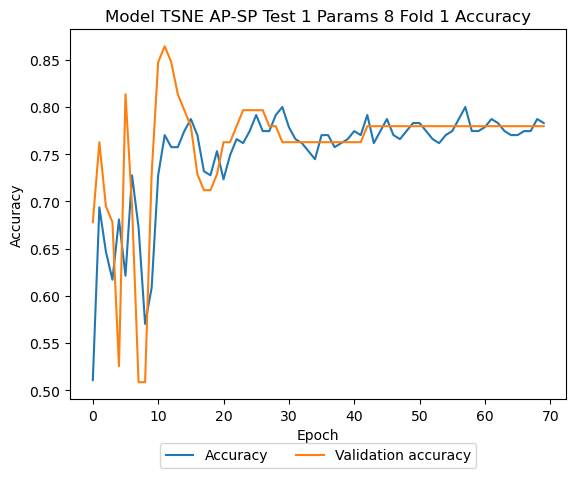 Model TSNE AP-SP Test 1 Params 8 Fold 1 Accuracy
0.85
0.80
0.75
0.70
0.65
0.60
0.55
0.50
Accuracy
0 10 20 30 40 50 60 70
Epoch
Accuracy Validation accuracy